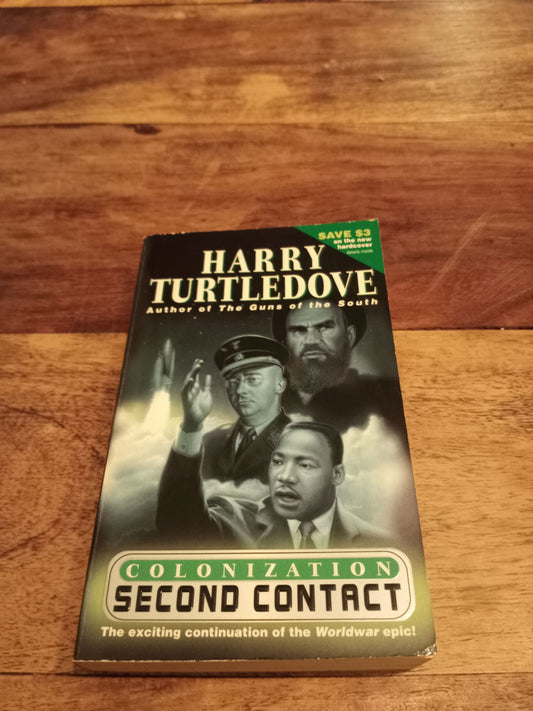 SAVE $3
on the new
hardcover
HARRY
TURTLEDOVE
Author of The Guns of the South
COLONIZATION
SECOND CONTACT
The exciting continuation of the Worldwar epic!